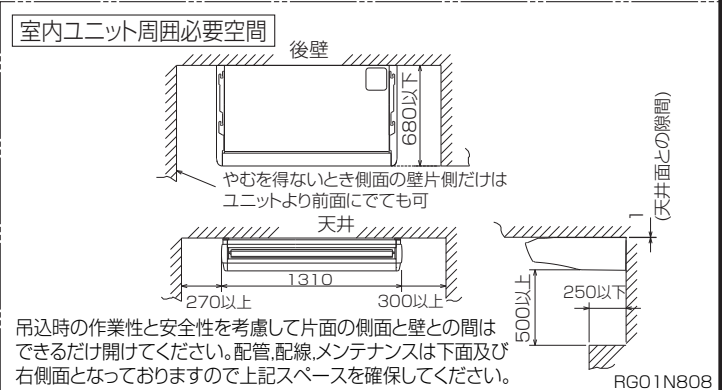 室内ユニット周囲必要空間
後壁
680以下
やむを得ないとき側面の壁片側だけは
ユニットより前面にでても可
天井
1310
270以上
300以上
1
(天井面との隙間)
500以上
250以下
吊込時の作業性と安全性を考慮して片面の側面と壁との間は
できるだけ開けてください。配管,配線,メンテナンスは下面及び
右側面となっておりますので上記スペースを確保してください。
RG01N808